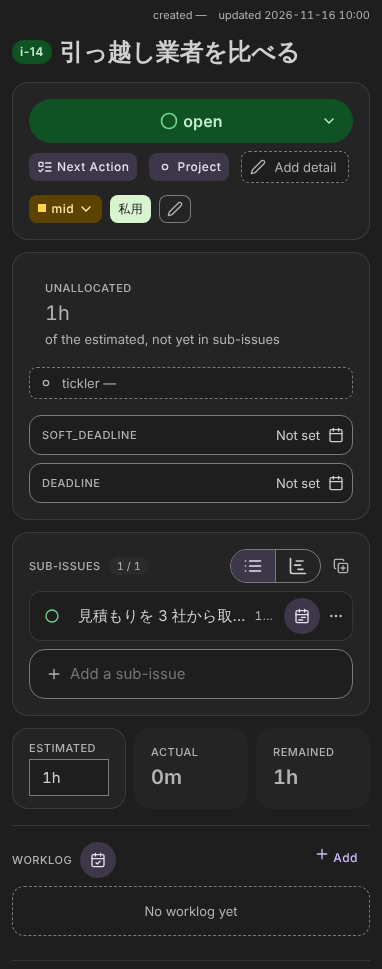 created — updated 2026-11-16 10:00
i-14 引っ越し業者を比べる
open
Next Action Project Add detail
mid 私用
UNALLOCATED
1h
of the estimated, not yet in sub-issues
tickler —
SOFT_DEADLINE Not set
DEADLINE Not set
SUB-ISSUES 1 / 1
見積もりを 3 社から取... 1...
Add a sub-issue
ESTIMATED ACTUAL REMAINED
1h 0m 1h
WORKLOG Add
No worklog yet